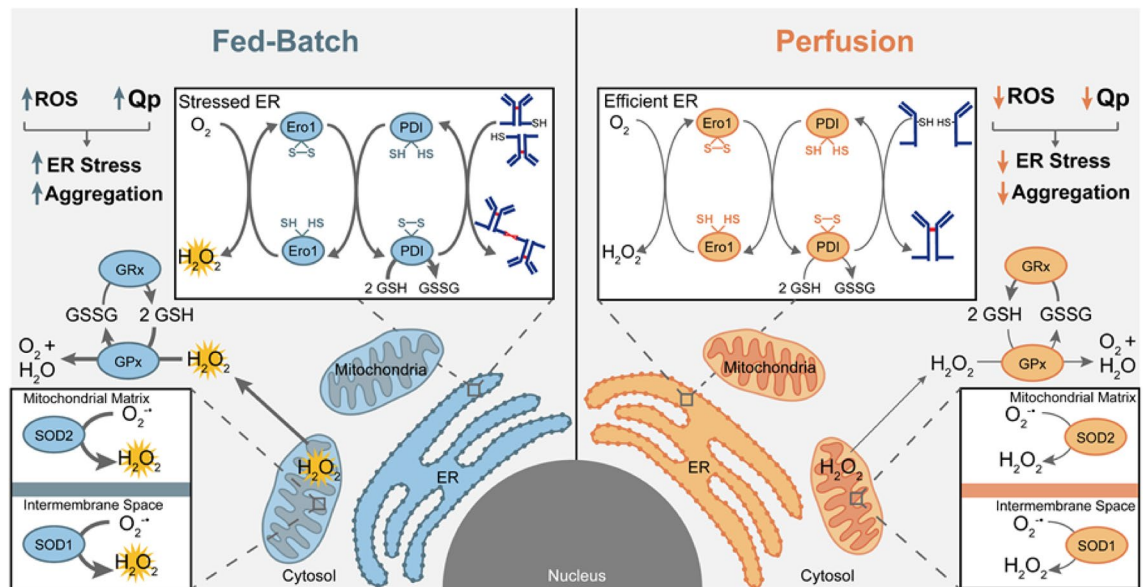 Fed-Batch
ROS
Qp
ER Stress
Aggregation
Stressed ER
O2
Ero1
S–S
PDI
SH HS
SH
HS
H2O2
SH HS
Ero1
S–S
PDI
2 GSH
GSSG
GRx
GSSG
2 GSH
O2 +
H2O
GPx
H2O2
Mitochondria
Mitochondrial Matrix
SOD2
O2−•
H2O2
Intermembrane Space
SOD1
O2−•
H2O2
H2O2
ER
Cytosol
Nucleus
Perfusion
Efficient ER
O2
Ero1
S–S
PDI
SH HS
SH HS
H2O2
SH HS
Ero1
S–S
PDI
2 GSH
GSSG
ROS
Qp
ER Stress
Aggregation
GRx
2 GSH
GSSG
H2O2
GPx
O2 +
H2O
Mitochondria
ER
H2O2
Cytosol
Mitochondrial Matrix
O2−•
SOD2
H2O2
Intermembrane Space
O2−•
SOD1
H2O2